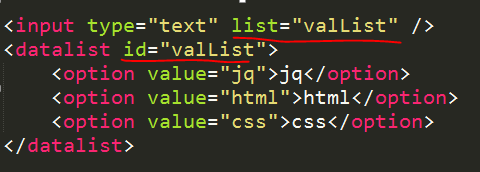 <input type="text" list="valList" />
<datalist id="valList">
<option value="jq">jq</option>
<option value="html">html</option>
<option value="css">css</option>
</datalist>